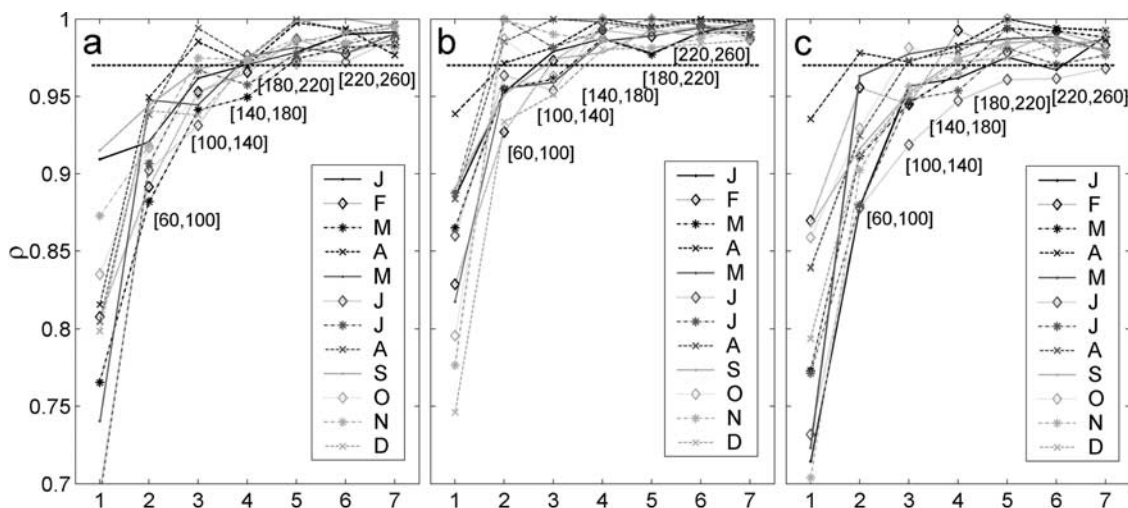 a
b
c
ρ
1
0.95
0.9
0.85
0.8
0.75
0.7
[60,100]
[100,140]
[140,180]
[180,220]
[220,260]
J
F
M
A
M
J
J
A
S
O
N
D
1 2 3 4 5 6 7
[60,100]
[100,140]
[140,180]
[180,220]
[220,260]
J
F
M
A
M
J
J
A
S
O
N
D
1 2 3 4 5 6 7
[60,100]
[100,140]
[140,180]
[180,220]
[220,260]
J
F
M
A
M
J
J
A
S
O
N
D
1 2 3 4 5 6 7